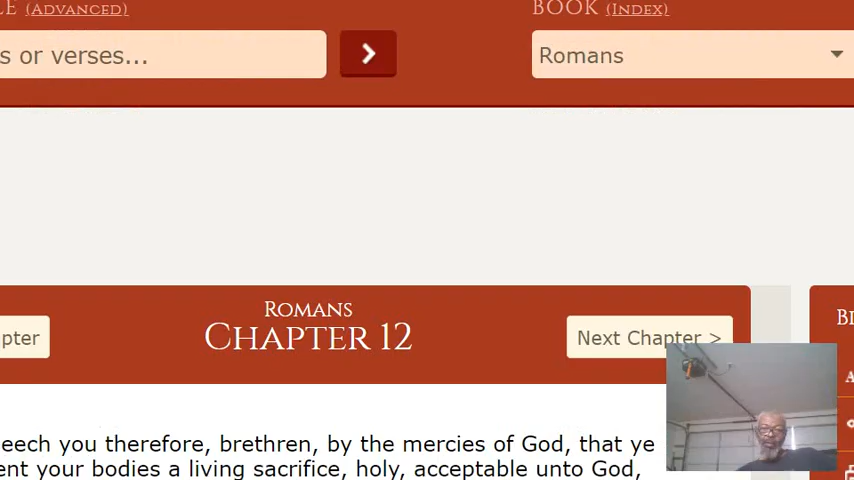 LE (Advanced)
BOOK (Index)
s or verses...
Romans
Romans
Chapter 12
pter
Next Chapter >
eech you therefore, brethren, by the mercies of God, that ye
ent your bodies a living sacrifice, holy, acceptable unto God,